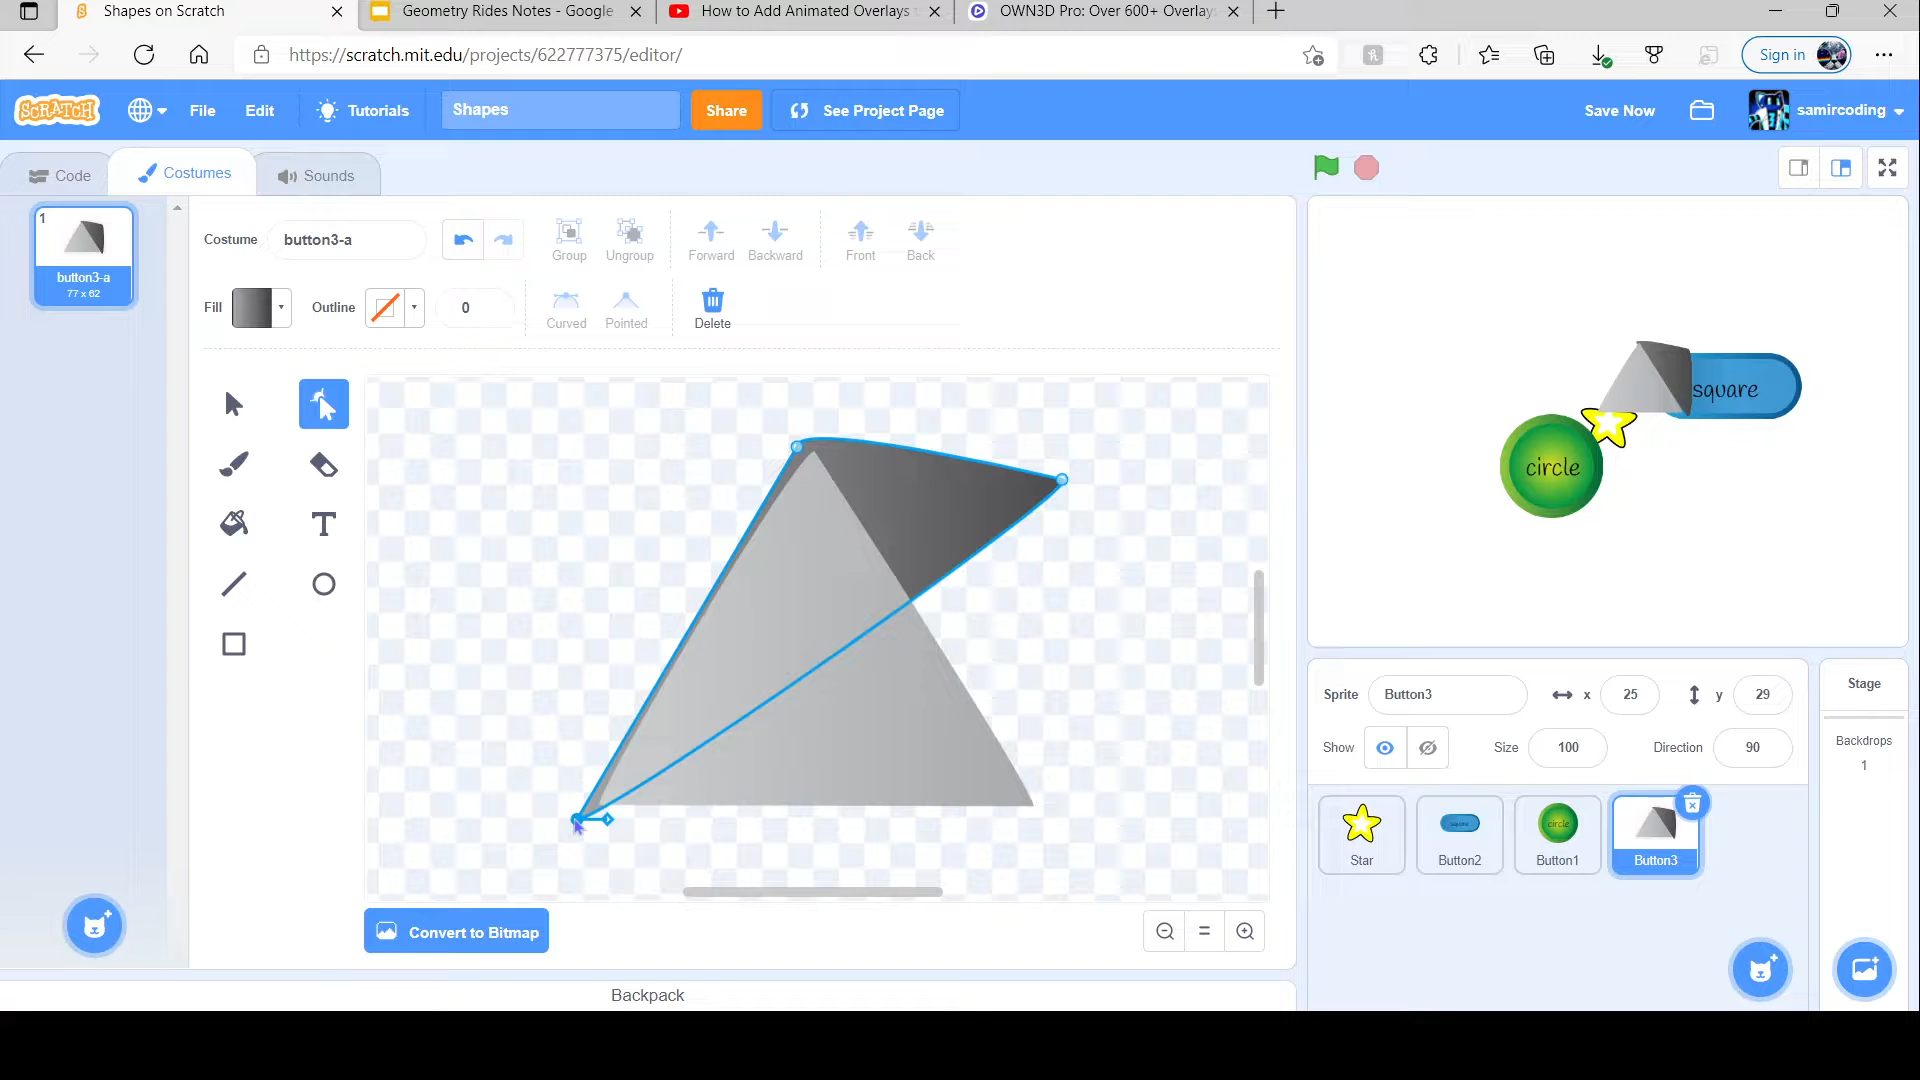 Shapes on Scratch
Geometry Rides Notes - Google
How to Add Animated Overlays
OWN3D Pro: Over 600+ Overlay
https://scratch.mit.edu/projects/622777375/editor/
Sign in
SCRATCH
File
Edit
Tutorials
Shapes
Share
See Project Page
Save Now
samircoding
Code
Costumes
Sounds
1
button3-a
77 x 62
Costume
button3-a
Group
Ungroup
Forward
Backward
Front
Back
Fill
Outline
0
Curved
Pointed
Delete
square
circle
Convert to Bitmap
Backpack
Sprite
Button3
x
25
y
29
Show
Size
100
Direction
90
Stage
Backdrops
1
Star
Button2
circle
Button1
Button3